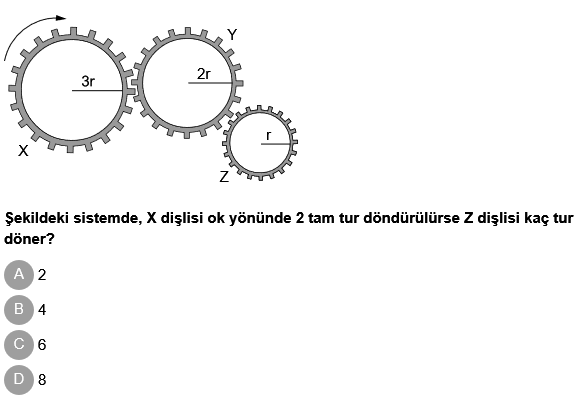 Y
3r
2r
r
X
Z
Şekildeki sistemde, X dişlisi ok yönünde 2 tam tur döndürülürse Z dişlisi kaç tur
döner?
A 2
B 4
C 6
D 8